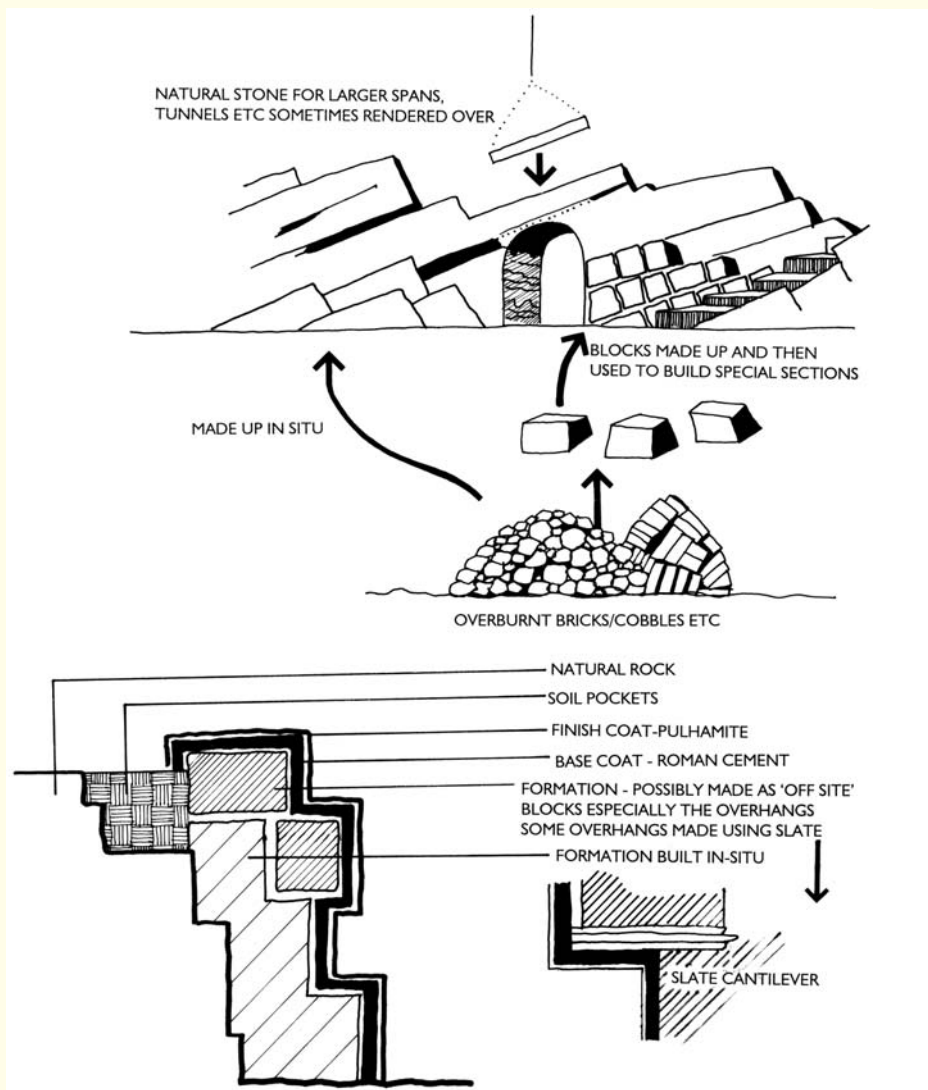 NATURAL STONE FOR LARGER SPANS,
TUNNELS ETC SOMETIMES RENDERED OVER
BLOCKS MADE UP AND THEN
USED TO BUILD SPECIAL SECTIONS
MADE UP IN SITU
OVERBURNT BRICKS/COBBLES ETC
NATURAL ROCK
SOIL POCKETS
FINISH COAT-PULHAMITE
BASE COAT - ROMAN CEMENT
FORMATION - POSSIBLY MADE AS 'OFF SITE'
BLOCKS ESPECIALLY THE OVERHANGS
SOME OVERHANGS MADE USING SLATE
FORMATION BUILT IN-SITU
SLATE CANTILEVER